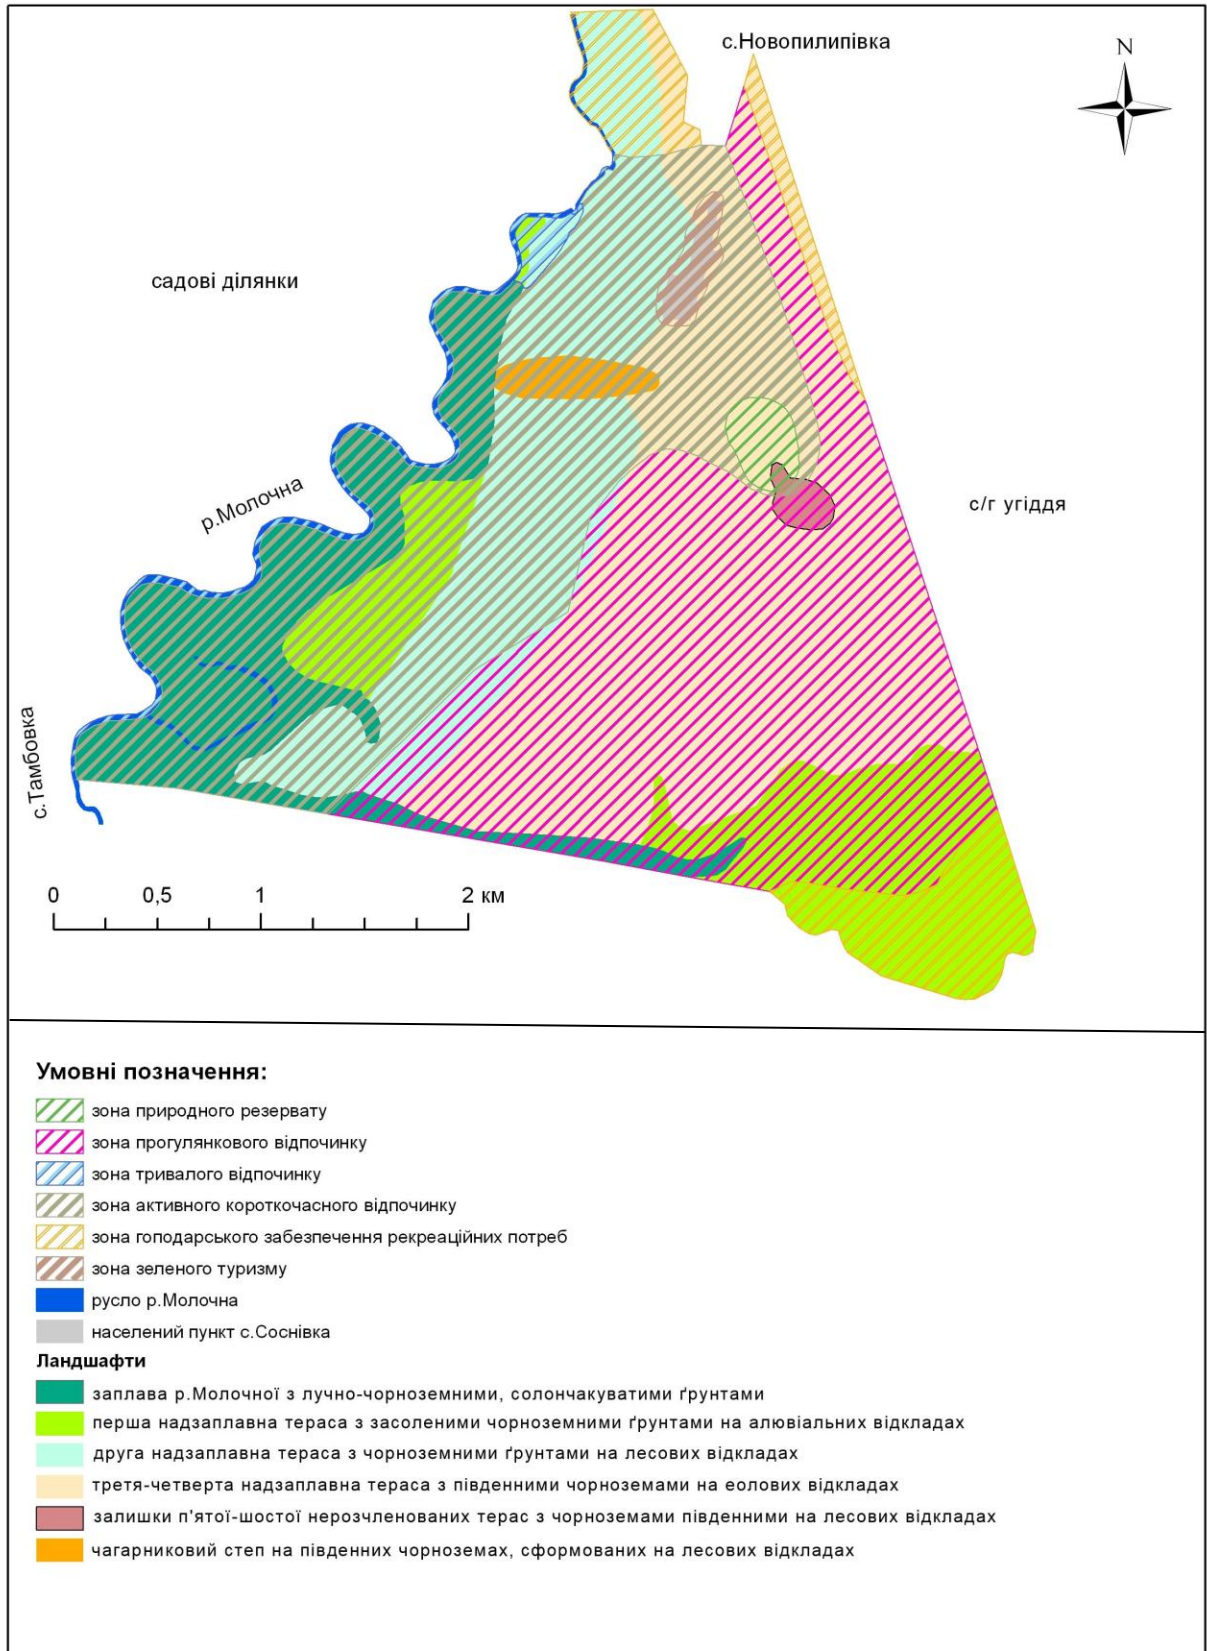 с.Новопилипівка
N
садові ділянки
р.Молочна
с/г угіддя
с.Тамбовка
0 0,5 1 2 км
Умовні позначення:
зона природного резервату
зона прогулянкового відпочинку
зона тривалого відпочинку
зона активного короткочасного відпочинку
зона гоподарського забезпечення рекреаційних потреб
зона зеленого туризму
русло р.Молочна
населений пункт с.Соснівка
Ландшафти
заплава р.Молочної з лучно-чорноземними, солончакуватими ґрунтами
перша надзаплавна тераса з засоленими чорноземними ґрунтами на алювіальних відкладах
друга надзаплавна тераса з чорноземними ґрунтами на лесових відкладах
третя-четверта надзаплавна тераса з південними чорноземами на еолових відкладах
залишки п'ятої-шостої нерозчленованих терас з чорноземами південними на лесових відкладах
чагарниковий степ на південних чорноземах, сформованих на лесових відкладах